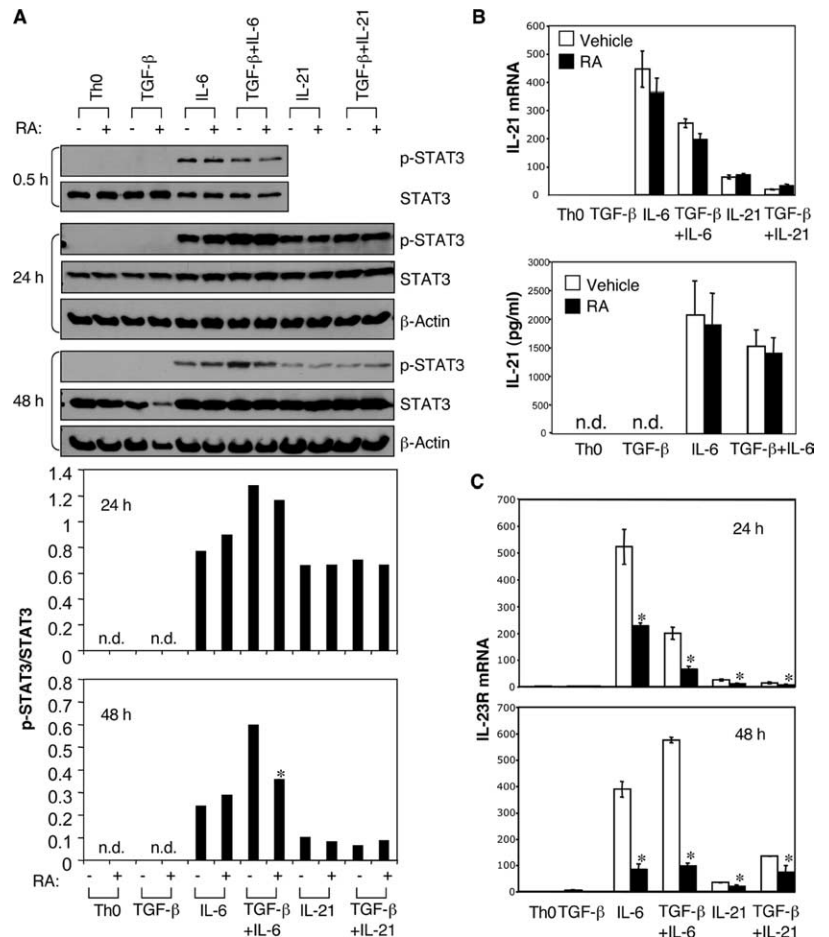 A
Th0 TGF-β IL-6 TGF-β+IL-6 IL-21 TGF-β+IL-21
RA: - + - + - + - + - + - +
0.5 h
p-STAT3
STAT3
24 h
p-STAT3
STAT3
β-Actin
48 h
p-STAT3
STAT3
β-Actin
p-STAT3/STAT3
1.4
1.2
1
0.8
0.6
0.4
0.2
0
24 h
n.d. n.d.
0.8
0.7
0.6
0.5
0.4
0.3
0.2
0.1
0
48 h
n.d. n.d.
*
RA: - + - + - + - + - + - +
Th0 TGF-β IL-6 TGF-β +IL-6 IL-21 TGF-β +IL-21
B
IL-21 mRNA
600
500
400
300
200
100
0
Vehicle
RA
Th0 TGF-β IL-6 TGF-β IL-21 TGF-β
+IL-6 +IL-21
IL-21 (pg/ml)
3000
2500
2000
1500
1000
500
0
Vehicle
RA
n.d. n.d.
Th0 TGF-β IL-6 TGF-β+IL-6
C
IL-23R mRNA
700
600
500
400
300
200
100
0
24 h
* * * *
700
600
500
400
300
200
100
0
48 h
* * * *
Th0 TGF-β IL-6 TGF-β IL-21 TGF-β
+IL-6 +IL-21